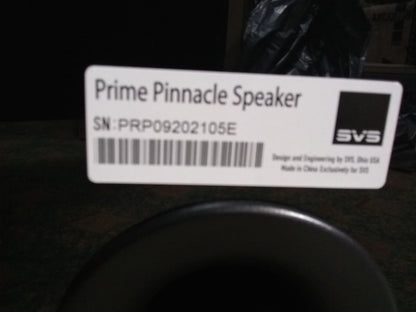 Prime Pinnacle Speaker
SN:PRP09202105E
SVS
Design and Engineering by SVS, Ohio USA
Made in China Exclusively for SVS